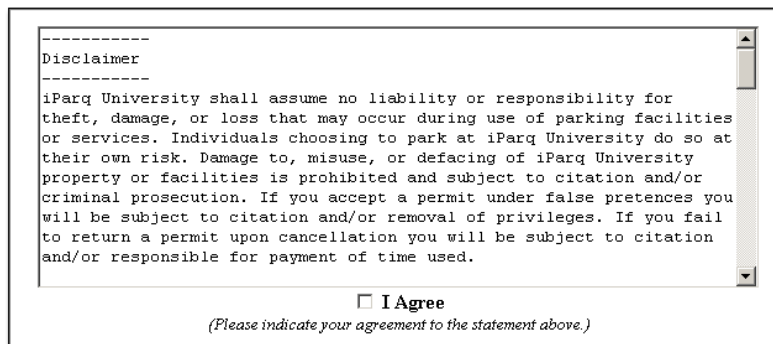 -----------
Disclaimer
-----------
iParq University shall assume no liability or responsibility for
theft, damage, or loss that may occur during use of parking facilities
or services. Individuals choosing to park at iParq University do so at
their own risk. Damage to, misuse, or defacing of iParq University
property or facilities is prohibited and subject to citation and/or
criminal prosecution. If you accept a permit under false pretences you
will be subject to citation and/or removal of privileges. If you fail
to return a permit upon cancellation you will be subject to citation
and/or responsible for payment of time used.
I Agree
(Please indicate your agreement to the statement above.)